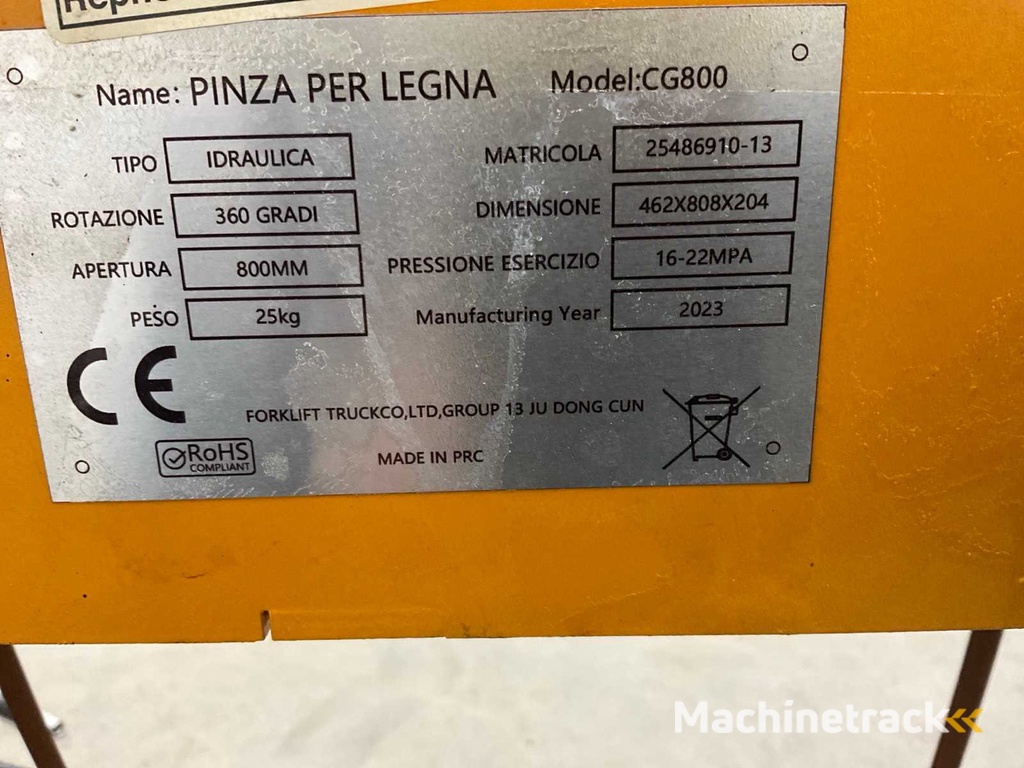 Name: PINZA PER LEGNA Model:CG800
TIPO IDRAULICA MATRICOLA 25486910-13
ROTAZIONE 360 GRADI DIMENSIONE 462X808X204
APERTURA 800MM PRESSIONE ESERCIZIO 16-22MPA
PESO 25kg Manufacturing Year 2023
CE
FORKLIFT TRUCKCO,LTD,GROUP 13 JU DONG CUN
RoHS
COMPLIANT
MADE IN PRC
Machinetrack